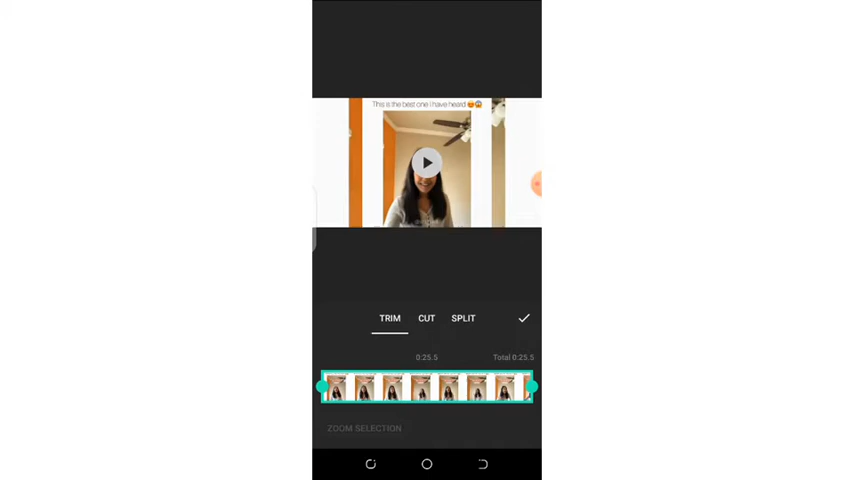 This is the best one i have heard
TRIM CUT SPLIT
0:25.5 Total 0:25.5
ZOOM SELECTION